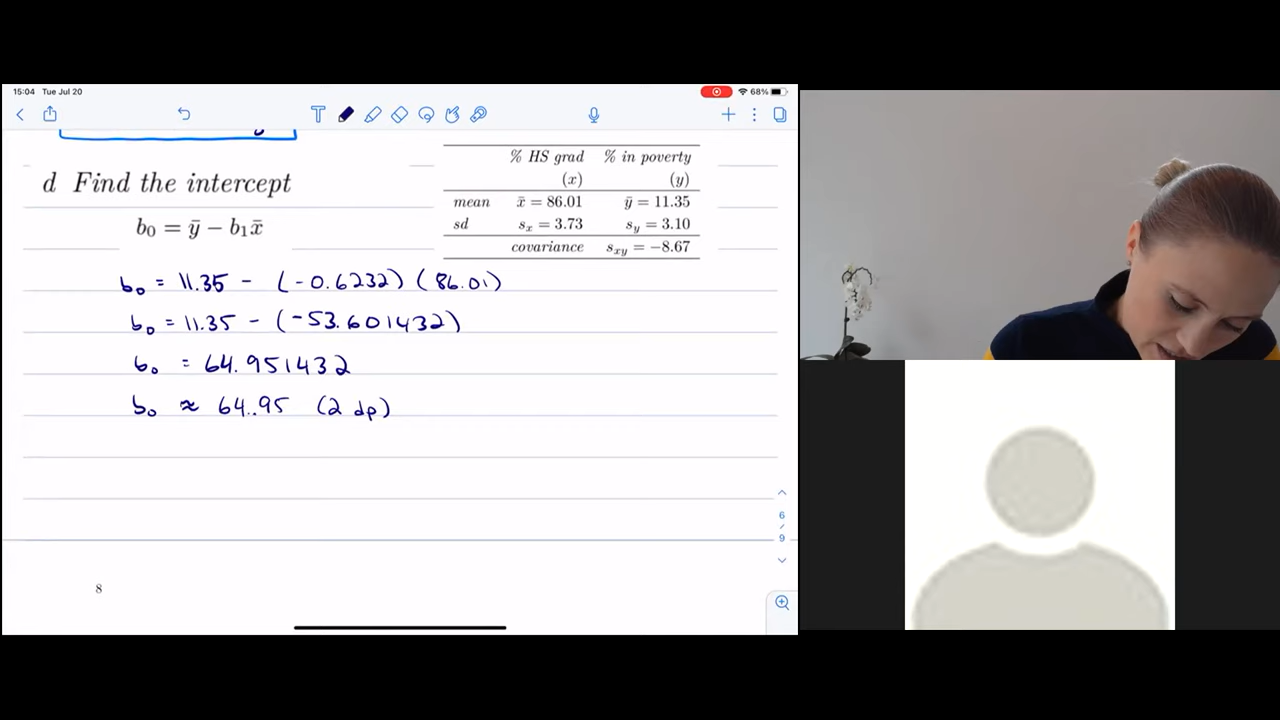 15:04 Tue Jul 20 68%
d Find the intercept
b₀ = ȳ − b₁x̄
% HS grad % in poverty
(x) (y)
mean x̄ = 86.01 ȳ = 11.35
sd sₓ = 3.73 s_y = 3.10
covariance s_xy = −8.67
b₀ = 11.35 - (-0.6232)(86.01)
b₀ = 11.35 - (-53.601432)
b₀ = 64.951432
b₀ ≈ 64.95 (2 dp)
6
/
9
8